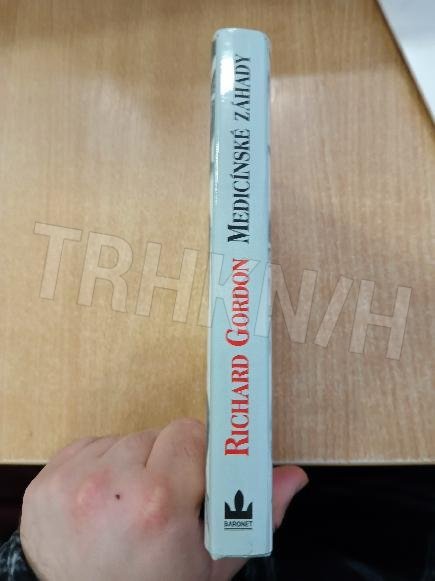 RICHARD GORDON MEDICÍNSKÉ ZÁHADY
BARONET
TRHKNIH